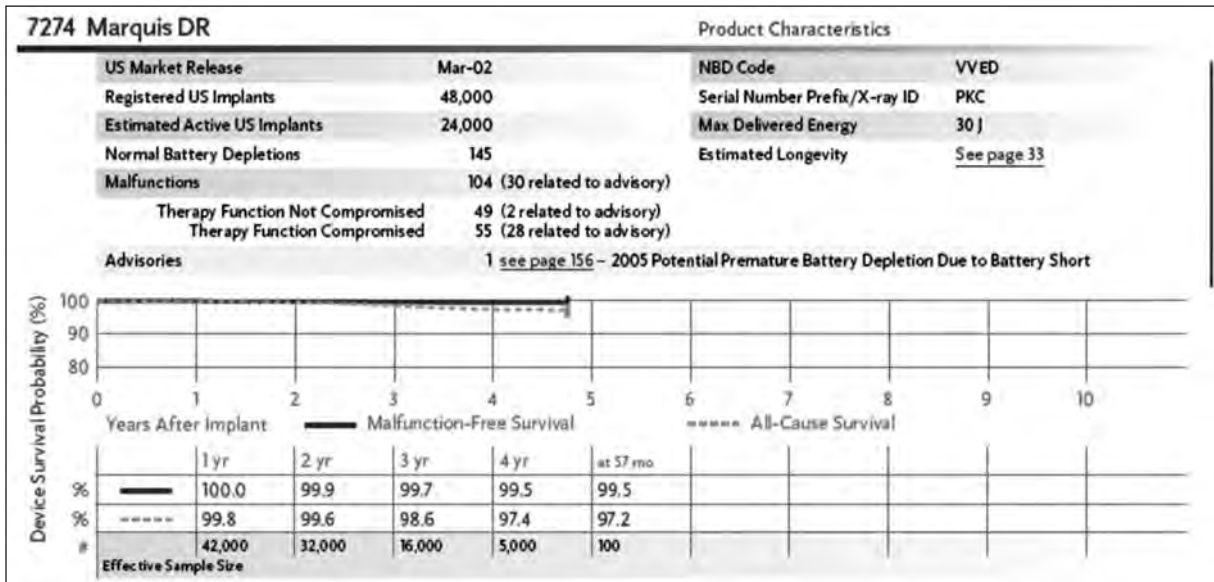 7274 Marquis DR Product Characteristics
US Market Release Mar-02 NBD Code VVED
Registered US Implants 48,000 Serial Number Prefix/X-ray ID PKC
Estimated Active US Implants 24,000 Max Delivered Energy 30 J
Normal Battery Depletions 145 Estimated Longevity See page 33
Malfunctions 104 (30 related to advisory)
Therapy Function Not Compromised 49 (2 related to advisory)
Therapy Function Compromised 55 (28 related to advisory)
Advisories 1 see page 156 – 2005 Potential Premature Battery Depletion Due to Battery Short
Device Survival Probability (%)
100
90
80
0 1 2 3 4 5 6 7 8 9 10
Years After Implant Malfunction-Free Survival All-Cause Survival
1 yr 2 yr 3 yr 4 yr at 57 mo
% 100.0 99.9 99.7 99.5 99.5
% 99.8 99.6 98.6 97.4 97.2
# 42,000 32,000 16,000 5,000 100
Effective Sample Size